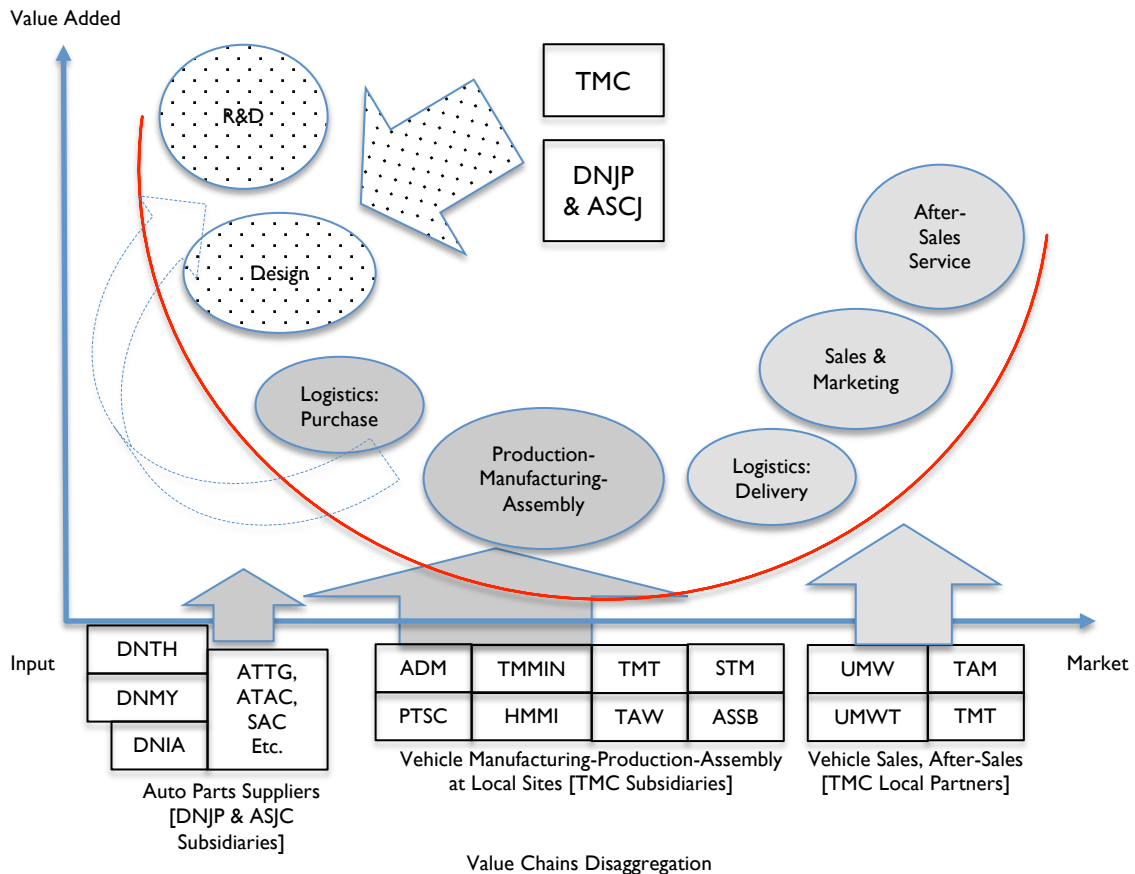 Value Added
R&D
TMC
DNJP
& ASCJ
Design
After-
Sales
Service
Sales &
Marketing
Logistics:
Purchase
Production-
Manufacturing-
Assembly
Logistics:
Delivery
Input
Market
DNTH
DNMY
DNIA
ATTG,
ATAC,
SAC
Etc.
ADM
TMMIN
TMT
STM
PTSC
HMMI
TAW
ASSB
UMW
TAM
UMWT
TMT
Auto Parts Suppliers
[DNJP & ASJC
Subsidiaries]
Vehicle Manufacturing-Production-Assembly
at Local Sites [TMC Subsidiaries]
Vehicle Sales, After-Sales
[TMC Local Partners]
Value Chains Disaggregation